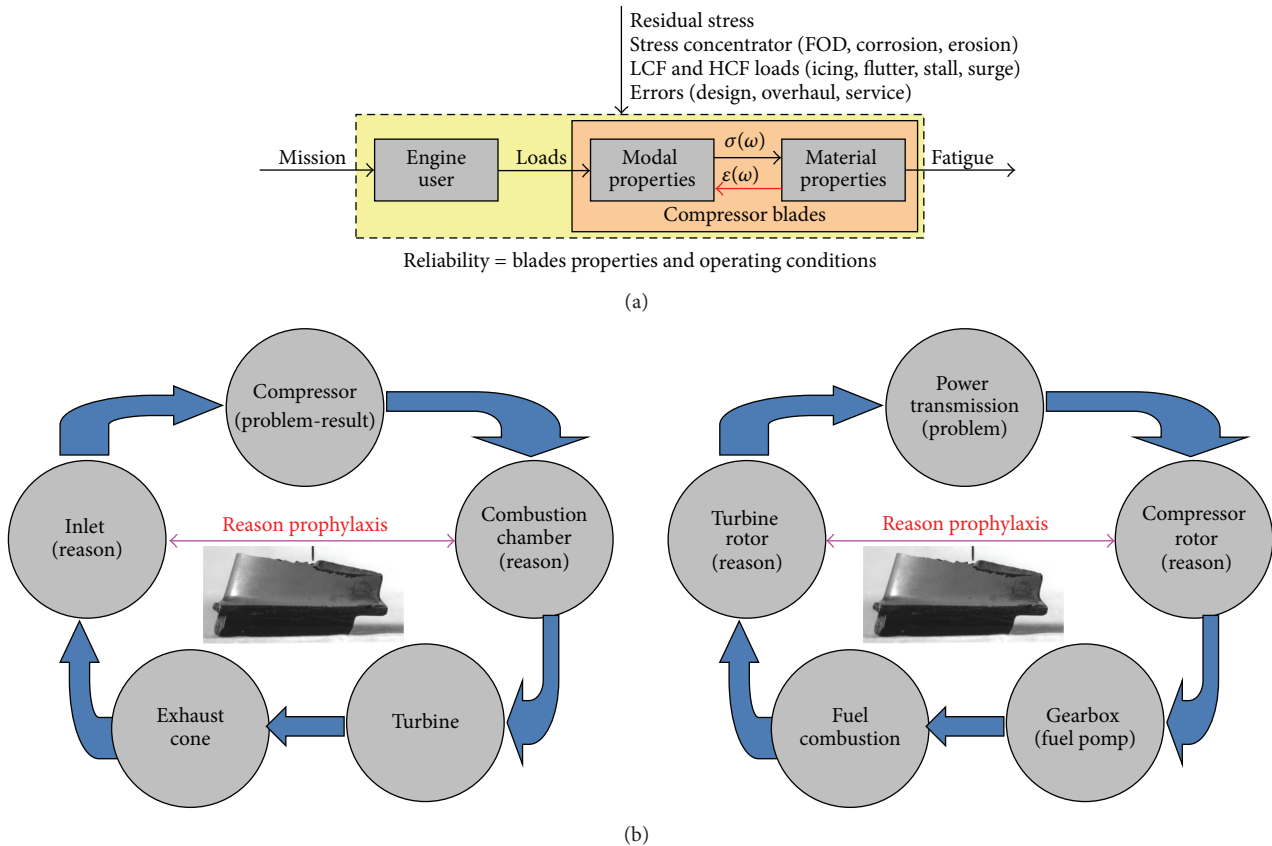 Residual stress
Stress concentrator (FOD, corrosion, erosion)
LCF and HCF loads (icing, flutter, stall, surge)
Errors (design, overhaul, service)
Mission
Engine
user
Loads
Modal
properties
σ(ω)
ε(ω)
Material
properties
Fatigue
Compressor blades
Reliability = blades properties and operating conditions
(a)
Compressor
(problem-result)
Inlet
(reason)
Reason prophylaxis
Combustion
chamber
(reason)
Exhaust
cone
Turbine
Power
transmission
(problem)
Turbine
rotor
(reason)
Reason prophylaxis
Compressor
rotor
(reason)
Fuel
combustion
Gearbox
(fuel pomp)
(b)